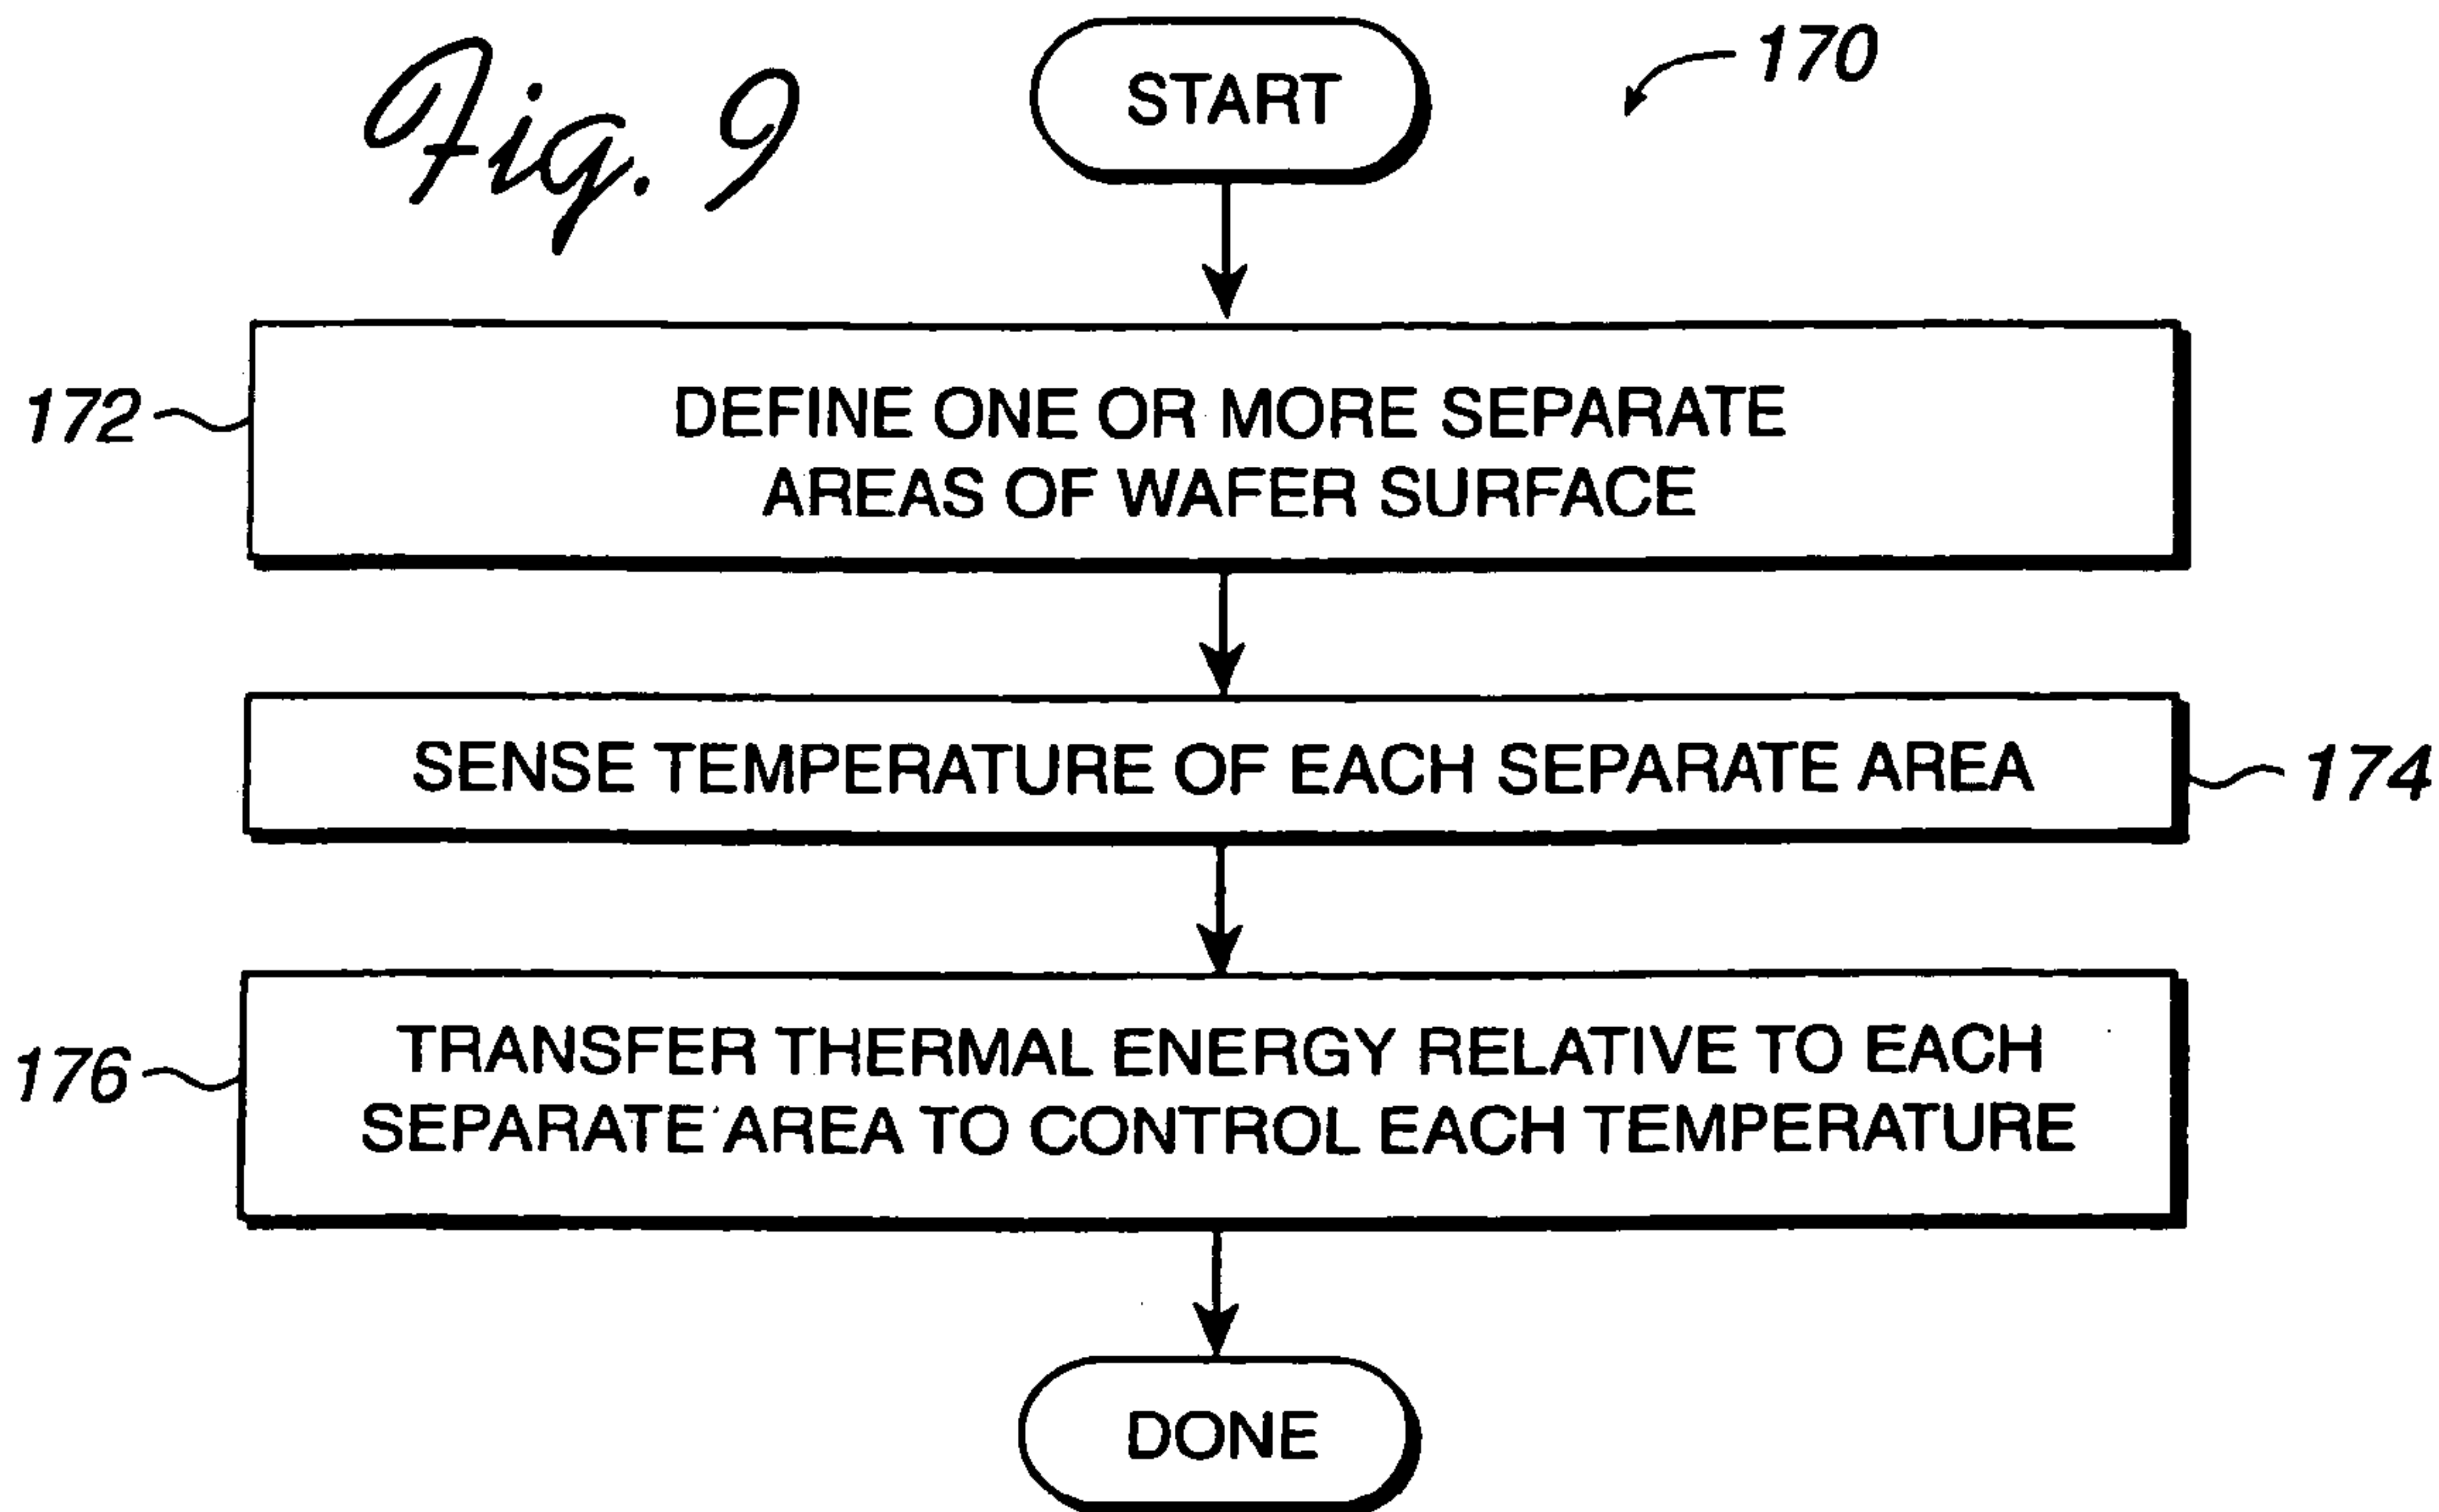 Fig. 9
START
170
172
DEFINE ONE OR MORE SEPARATE
AREAS OF WAFER SURFACE
SENSE TEMPERATURE OF EACH SEPARATE AREA
174
176
TRANSFER THERMAL ENERGY RELATIVE TO EACH
SEPARATE AREA TO CONTROL EACH TEMPERATURE
DONE